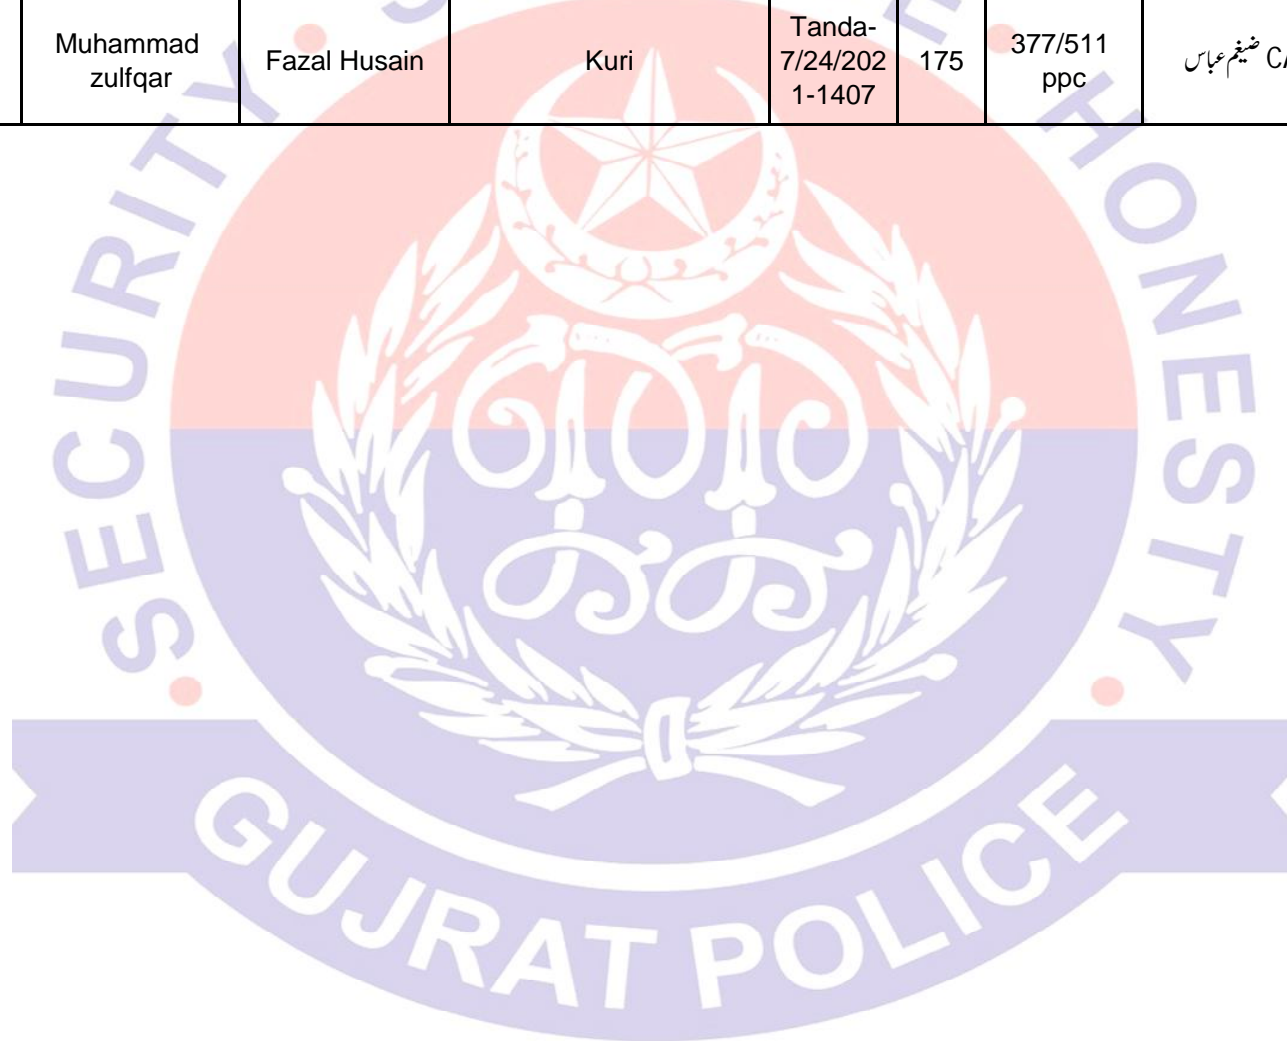 Muhammad
zulfqar
Fazal Husain
Kuri
Tanda-
7/24/202
1-1407
175
377/511
ppc
ضیغم عباس
SECURITY
HONESTY
GUJRAT POLICE